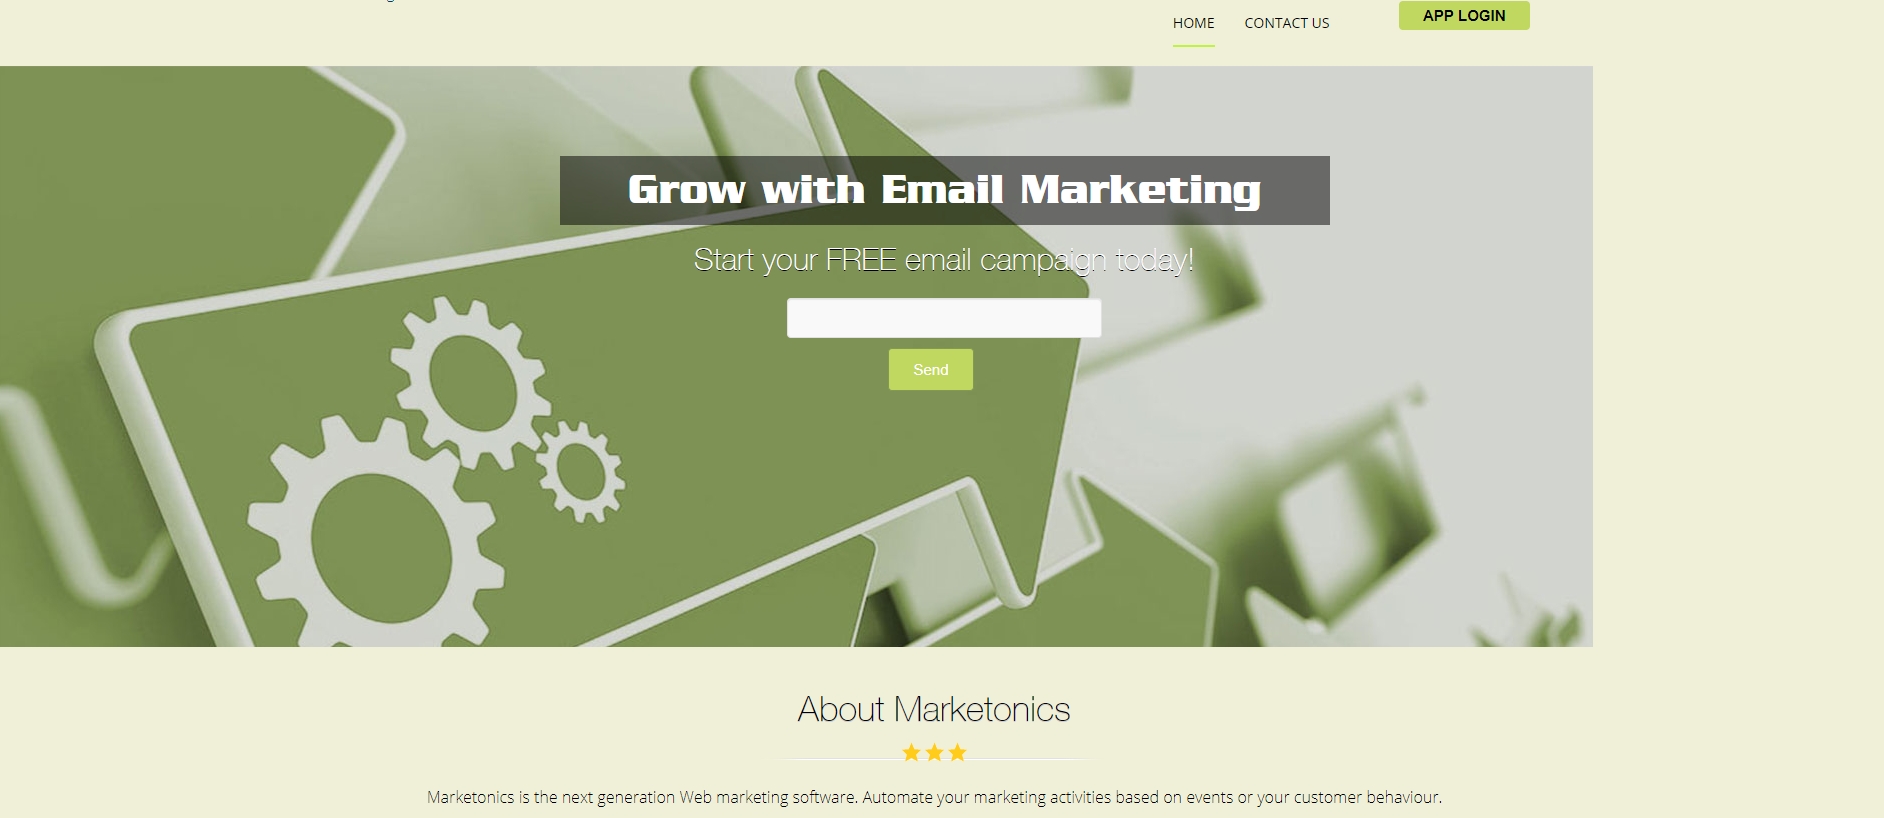 HOME CONTACT US APP LOGIN
Grow with Email Marketing
Start your FREE email campaign today!
Send
About Marketonics
Marketonics is the next generation Web marketing software. Automate your marketing activities based on events or your customer behaviour.